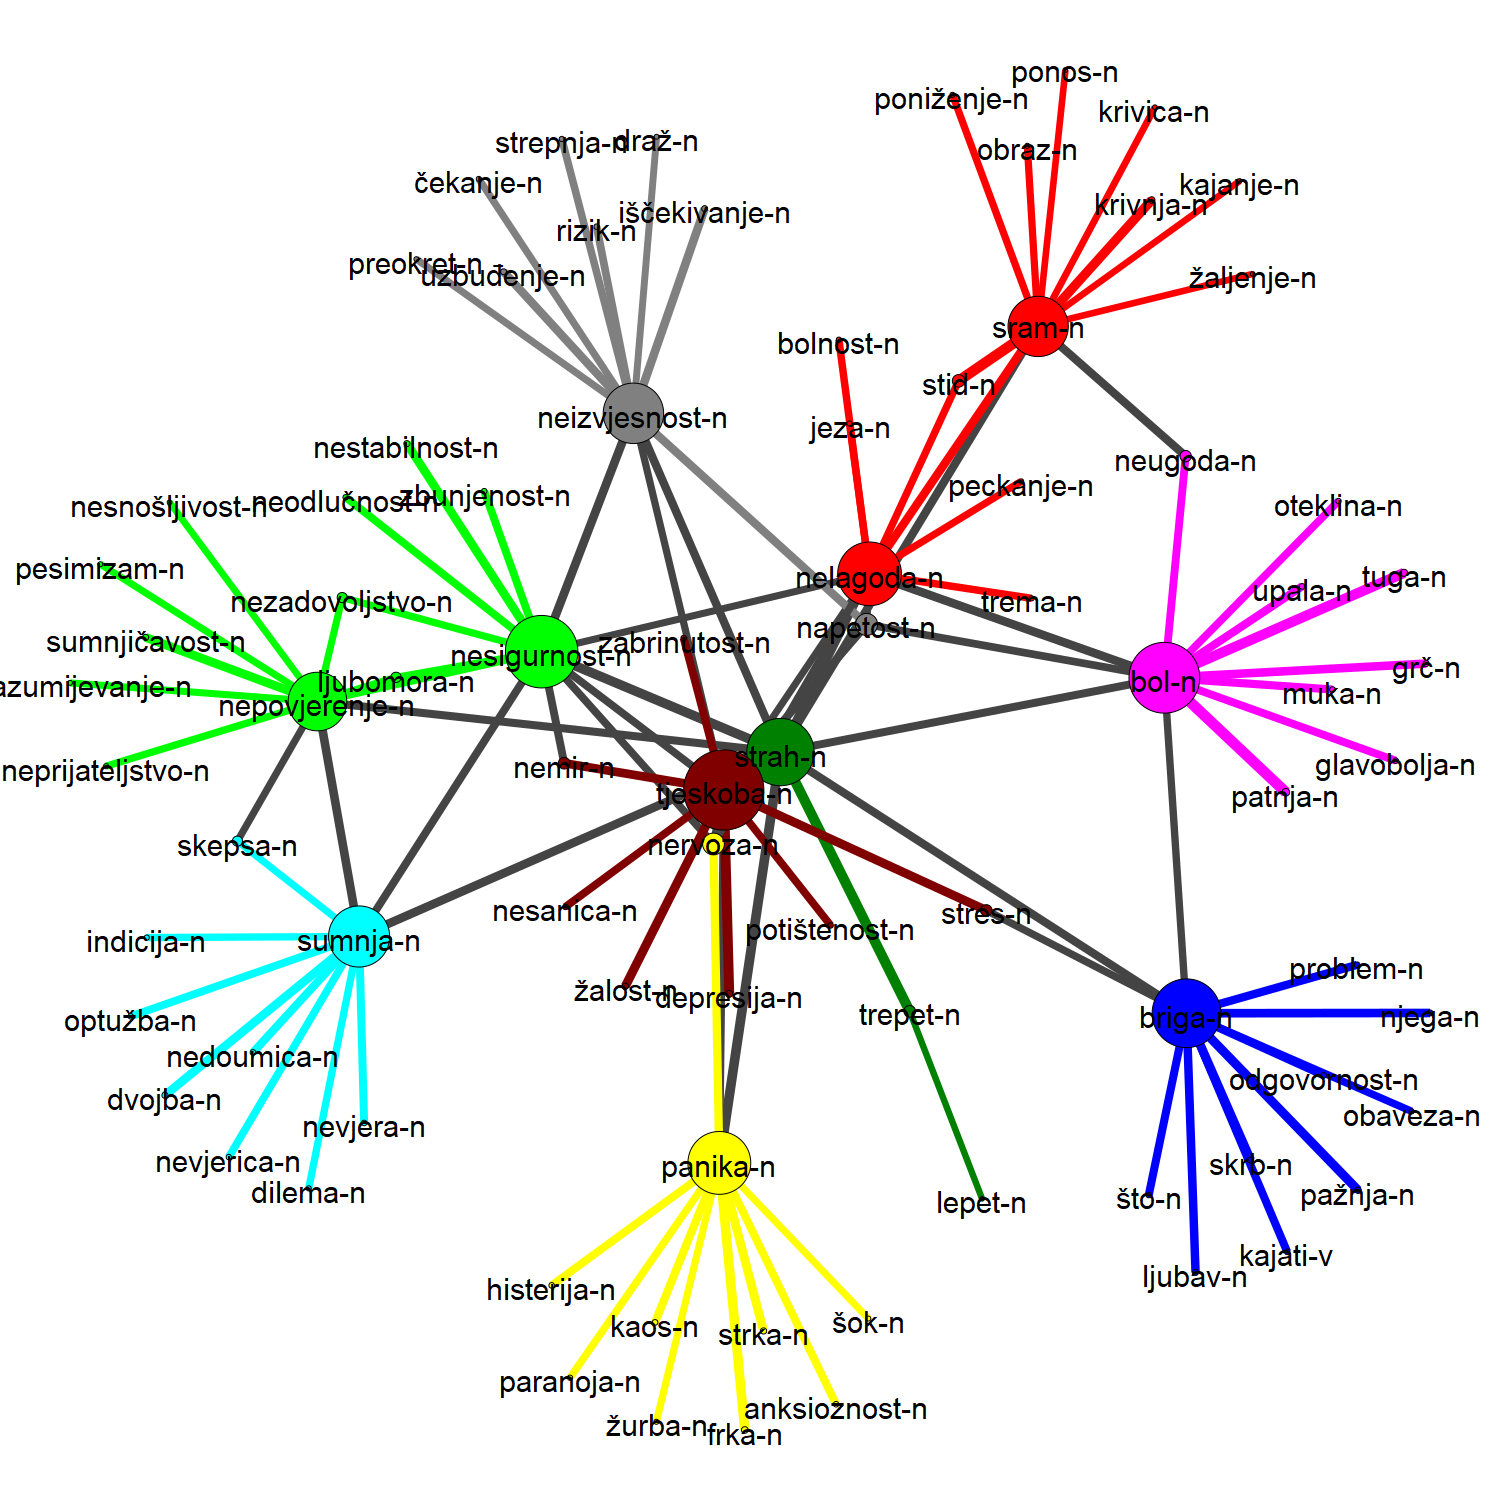 ponos-n
poniženje-n
krivica-n
strepnja-n
draž-n
obraz-n
čekanje-n
kajanje-n
krivnja-n
iščekivanje-n
rizik-n
preokret-n
uzbuđenje-n
žaljenje-n
sram-n
bolnost-n
stid-n
neizvjesnost-n
jeza-n
nestabilnost-n
neugoda-n
peckanje-n
zbunjenost-n
neodlučnost-n
nesnošljivost-n
oteklina-n
pesimizam-n
nelagoda-n
tuga-n
upala-n
nezadovoljstvo-n
trema-n
napetost-n
sumnjičavost-n
zabrinutost-n
nesigurnost-n
grč-n
ljubomora-n
bol-n
azumijevanje-n
muka-n
nepovjerenje-n
strah-n
neprijateljstvo-n
nemir-n
glavobolja-n
tjeskoba-n
patnja-n
skepsa-n
nervoza-n
nesanica-n
stres-n
potištenost-n
indicija-n
sumnja-n
problem-n
žalost-n
depresija-n
trepet-n
briga-n
njega-n
optužba-n
nedoumica-n
odgovornost-n
dvojba-n
obaveza-n
nevjera-n
nevjerica-n
skrb-n
panika-n
dilema-n
pažnja-n
što-n
lepet-n
kajati-v
ljubav-n
histerija-n
kaos-n
šok-n
strka-n
paranoja-n
anksioznost-n
žurba-n
frka-n